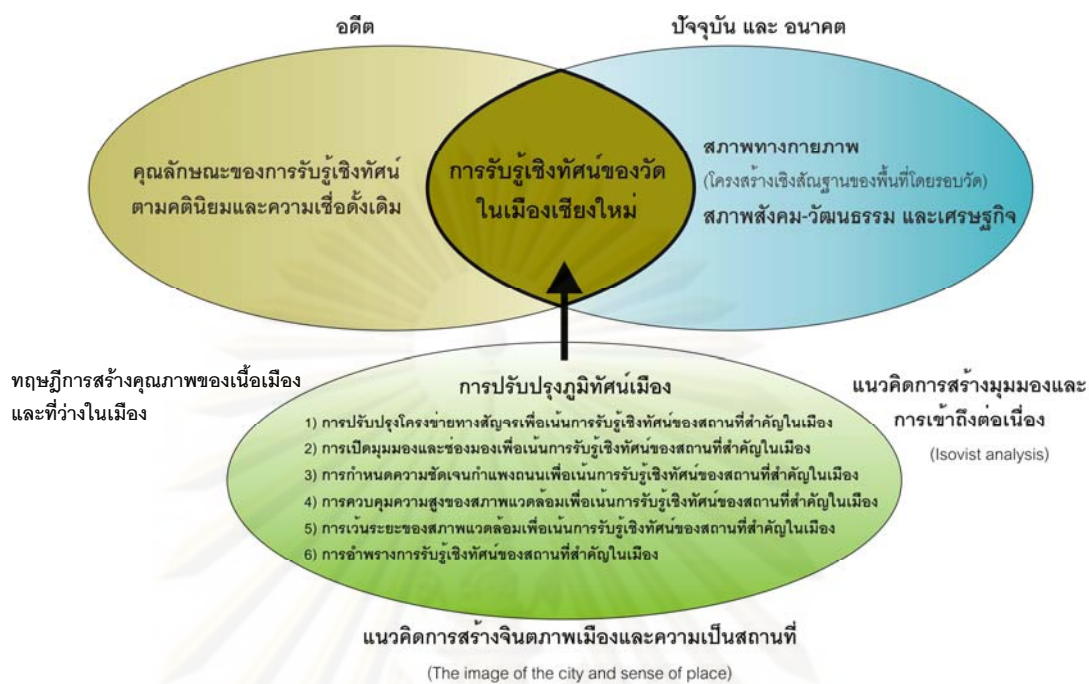 อดีต
ปัจจุบัน และ อนาคต
คุณลักษณะของการรับรู้เชิงทัศน์
ตามคตินิยมและความเชื่อดั้งเดิม
การรับรู้เชิงทัศน์ของวัด
ในเมืองเชียงใหม่
สภาพทางกายภาพ
(โครงสร้างเชิงสัณฐานของพื้นที่โดยรอบวัด)
สภาพสังคม-วัฒนธรรม และเศรษฐกิจ
ทฤษฎีการสร้างคุณภาพของเนื้อเมือง
และที่ว่างในเมือง
การปรับปรุงภูมิทัศน์เมือง
1) การปรับปรุงโครงข่ายทางสัญจรเพื่อเน้นการรับรู้เชิงทัศน์ของสถานที่สำคัญในเมือง
2) การเปิดมุมมองและช่องมองเพื่อเน้นการรับรู้เชิงทัศน์ของสถานที่สำคัญในเมือง
3) การกำหนดความชัดเจนกำแพงถนนเพื่อเน้นการรับรู้เชิงทัศน์ของสถานที่สำคัญในเมือง
4) การควบคุมความสูงของสภาพแวดล้อมเพื่อเน้นการรับรู้เชิงทัศน์ของสถานที่สำคัญในเมือง
5) การเว้นระยะของสภาพแวดล้อมเพื่อเน้นการรับรู้เชิงทัศน์ของสถานที่สำคัญในเมือง
6) การอำพรางการรับรู้เชิงทัศน์ของสถานที่สำคัญในเมือง
แนวคิดการสร้างมุมมองและ
การเข้าถึงต่อเนื่อง
(Isovist analysis)
แนวคิดการสร้างจินตภาพเมืองและความเป็นสถานที่
(The image of the city and sense of place)